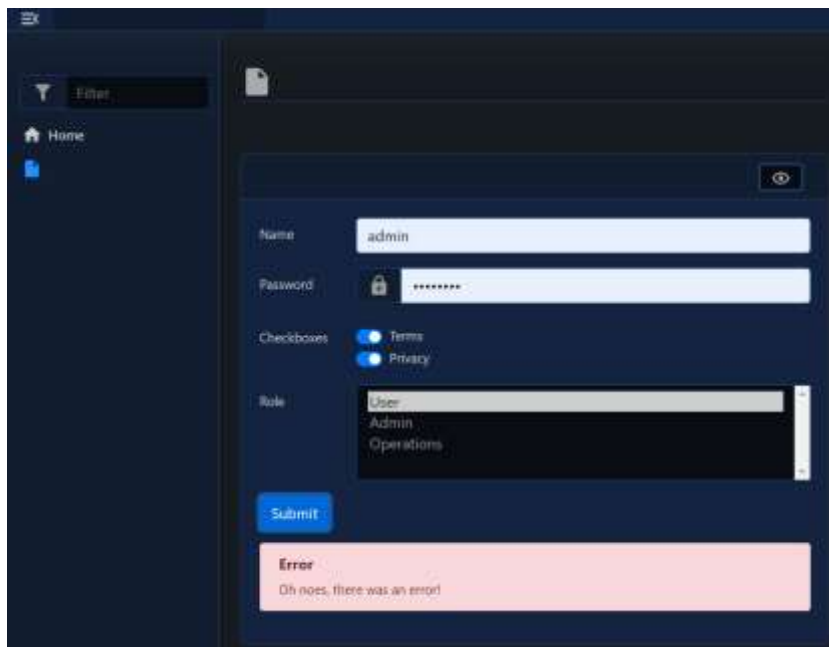 Filter
Home
Name
admin
Password
••••••••
Checkboxes
Terms
Privacy
Role
User
Admin
Operations
Submit
Error
Oh noes, there was an error!